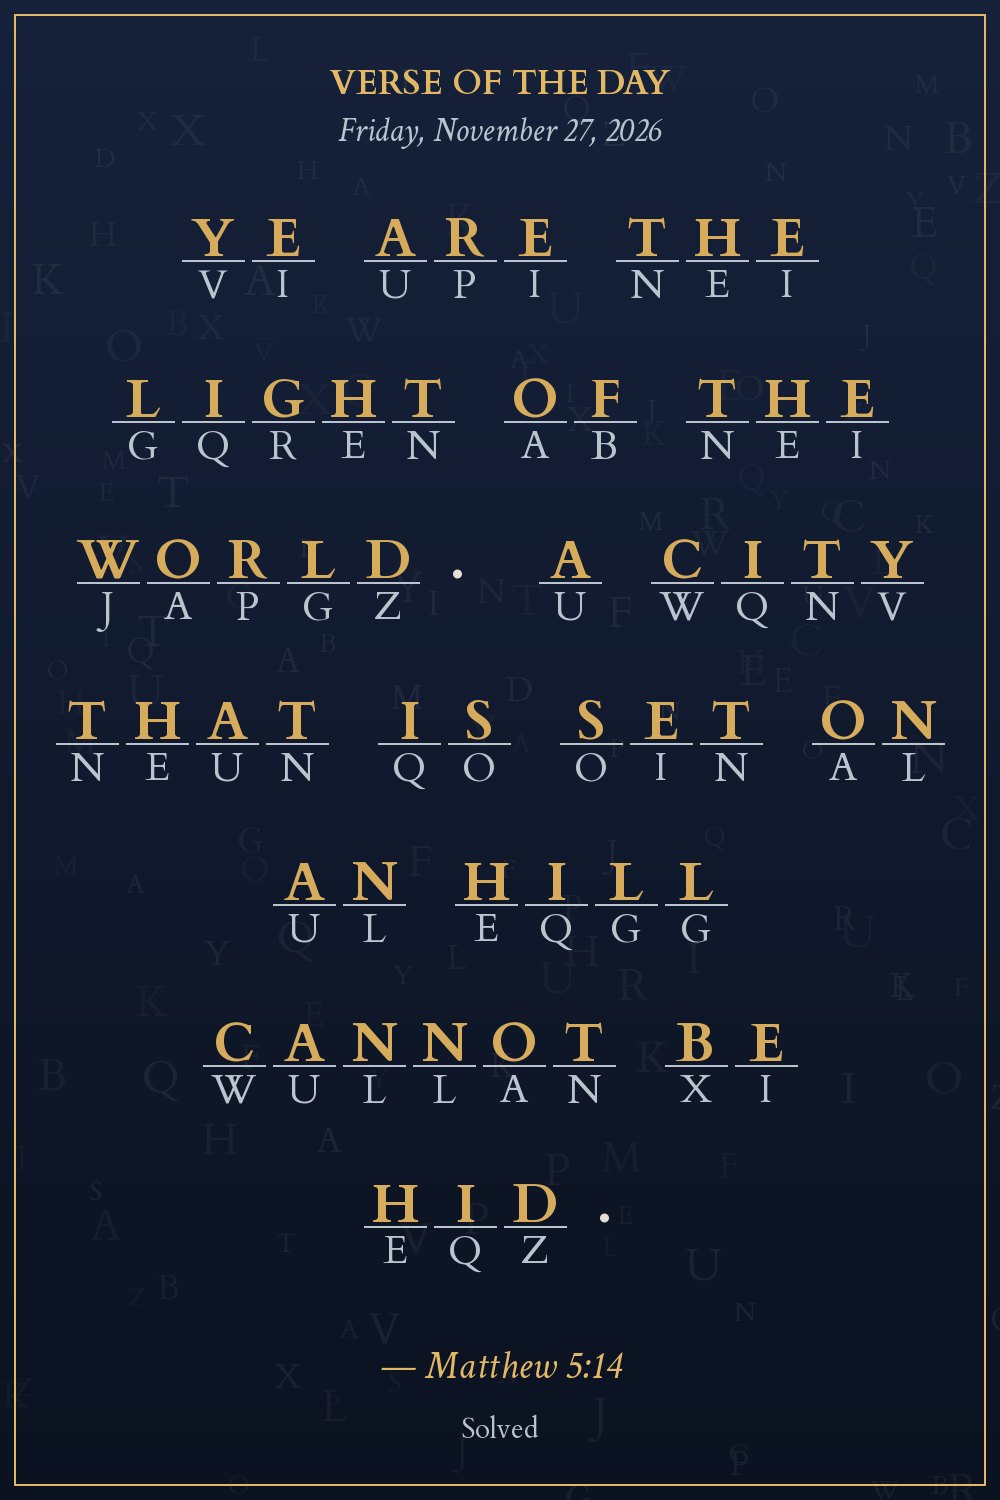 VERSE OF THE DAY
Friday, November 27, 2026
YE ARE THE
VI UPI NEI
LIGHT OF THE
GQREN AB NEI
WORLD. A CITY
JAPGZ U WQNV
THAT IS SET ON
NEUN QO OIN AL
AN HILL
UL EQGG
CANNOT BE
WULLAN XI
HID.
EQZ
— Matthew 5:14
Solved